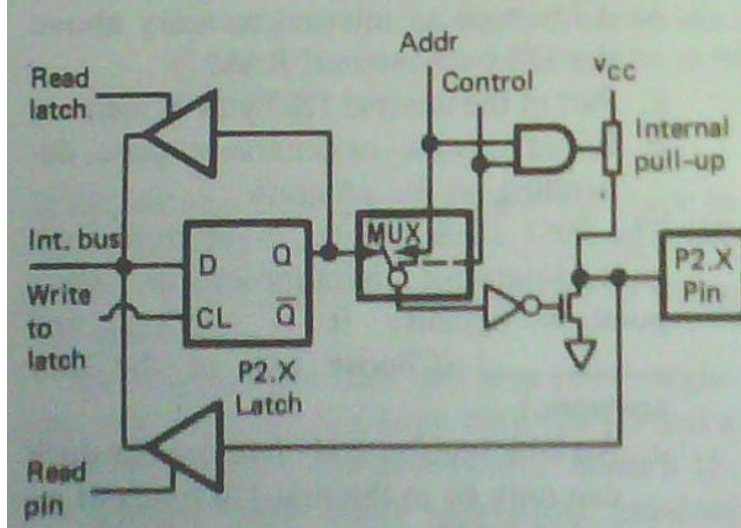 Addr
Read
latch
Control
VCC
Internal
pull-up
Int. bus
D
Q
MUX
P2.X
Pin
Write
to
latch
CL
Q̅
P2.X
Latch
Read
pin